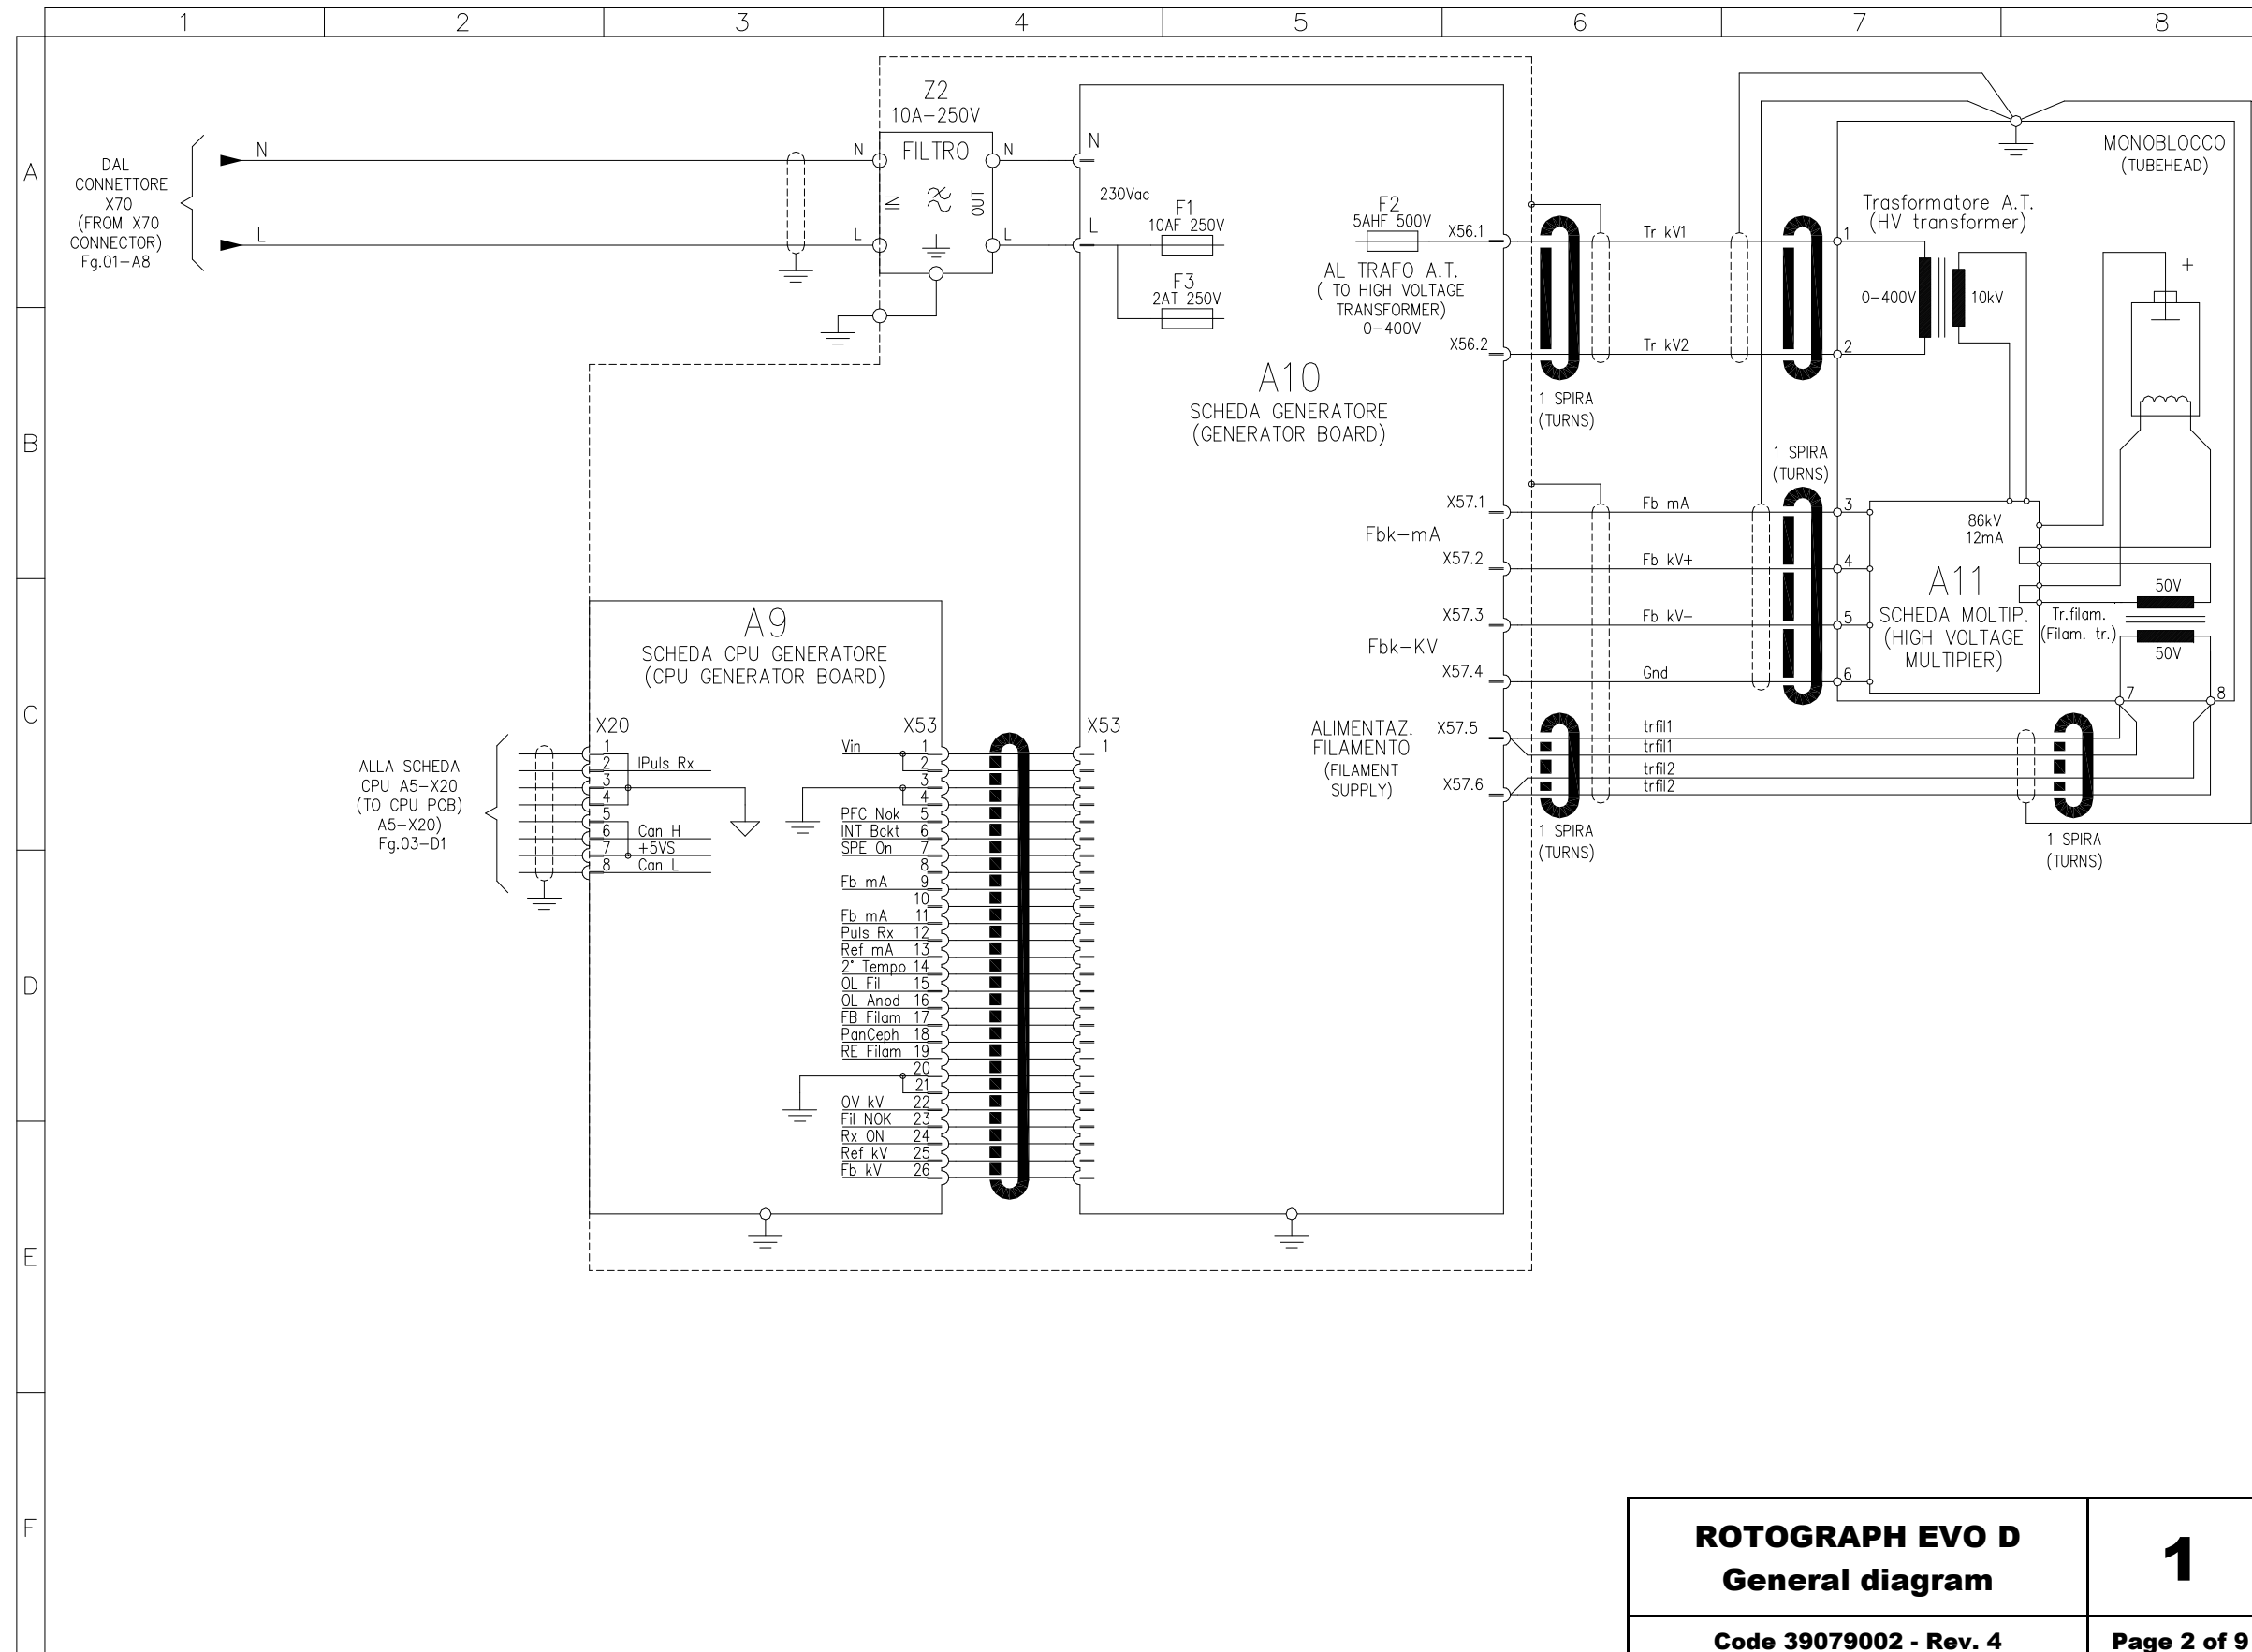 1
2
3
4
5
6
7
8
A
B
C
D
E
F
DAL
CONNETTORE
X70
(FROM X70
CONNECTOR)
Fg.01-A8
N
L
Z2
10A-250V
N
FILTRO
N
IN
OUT
L
L
N
230Vac
L
F1
10AF 250V
F3
2AT 250V
F2
5AHF 500V
X56.1
AL TRAFO A.T.
( TO HIGH VOLTAGE
TRANSFORMER)
0-400V
X56.2
A10
SCHEDA GENERATORE
(GENERATOR BOARD)
X57.1
Fbk-mA
X57.2
X57.3
Fbk-KV
X57.4
ALIMENTAZ.
FILAMENTO
(FILAMENT
SUPPLY)
X57.5
X57.6
Tr kV1
Tr kV2
1 SPIRA
(TURNS)
1 SPIRA
(TURNS)
Fb mA
Fb kV+
Fb kV-
Gnd
trfil1
trfil1
trfil2
trfil2
1 SPIRA
(TURNS)
1 SPIRA
(TURNS)
MONOBLOCCO
(TUBEHEAD)
Trasformatore A.T.
(HV transformer)
1
0-400V
10kV
2
+
3
4
5
6
86kV
12mA
A11
SCHEDA MOLTIP.
(HIGH VOLTAGE
MULTIPIER)
50V
Tr.filam.
(Filam. tr.)
50V
7
8
A9
SCHEDA CPU GENERATORE
(CPU GENERATOR BOARD)
ALLA SCHEDA
CPU A5-X20
(TO CPU PCB)
A5-X20)
Fg.03-D1
X20
1
2 IPuls Rx
3
4
5
6 Can H
7 +5VS
8 Can L
X53
Vin 1
2
3
4
PFC Nok 5
INT Bckt 6
SPE On 7
8
Fb mA 9
10
Fb mA 11
Puls Rx 12
Ref mA 13
2° Tempo 14
OL Fil 15
OL Anod 16
FB Filam 17
PanCeph 18
RE Filam 19
20
21
OV kV 22
Fil NOK 23
Rx ON 24
Ref kV 25
Fb kV 26
X53
1
ROTOGRAPH EVO D
General diagram
1
Code 39079002 - Rev. 4
Page 2 of 9